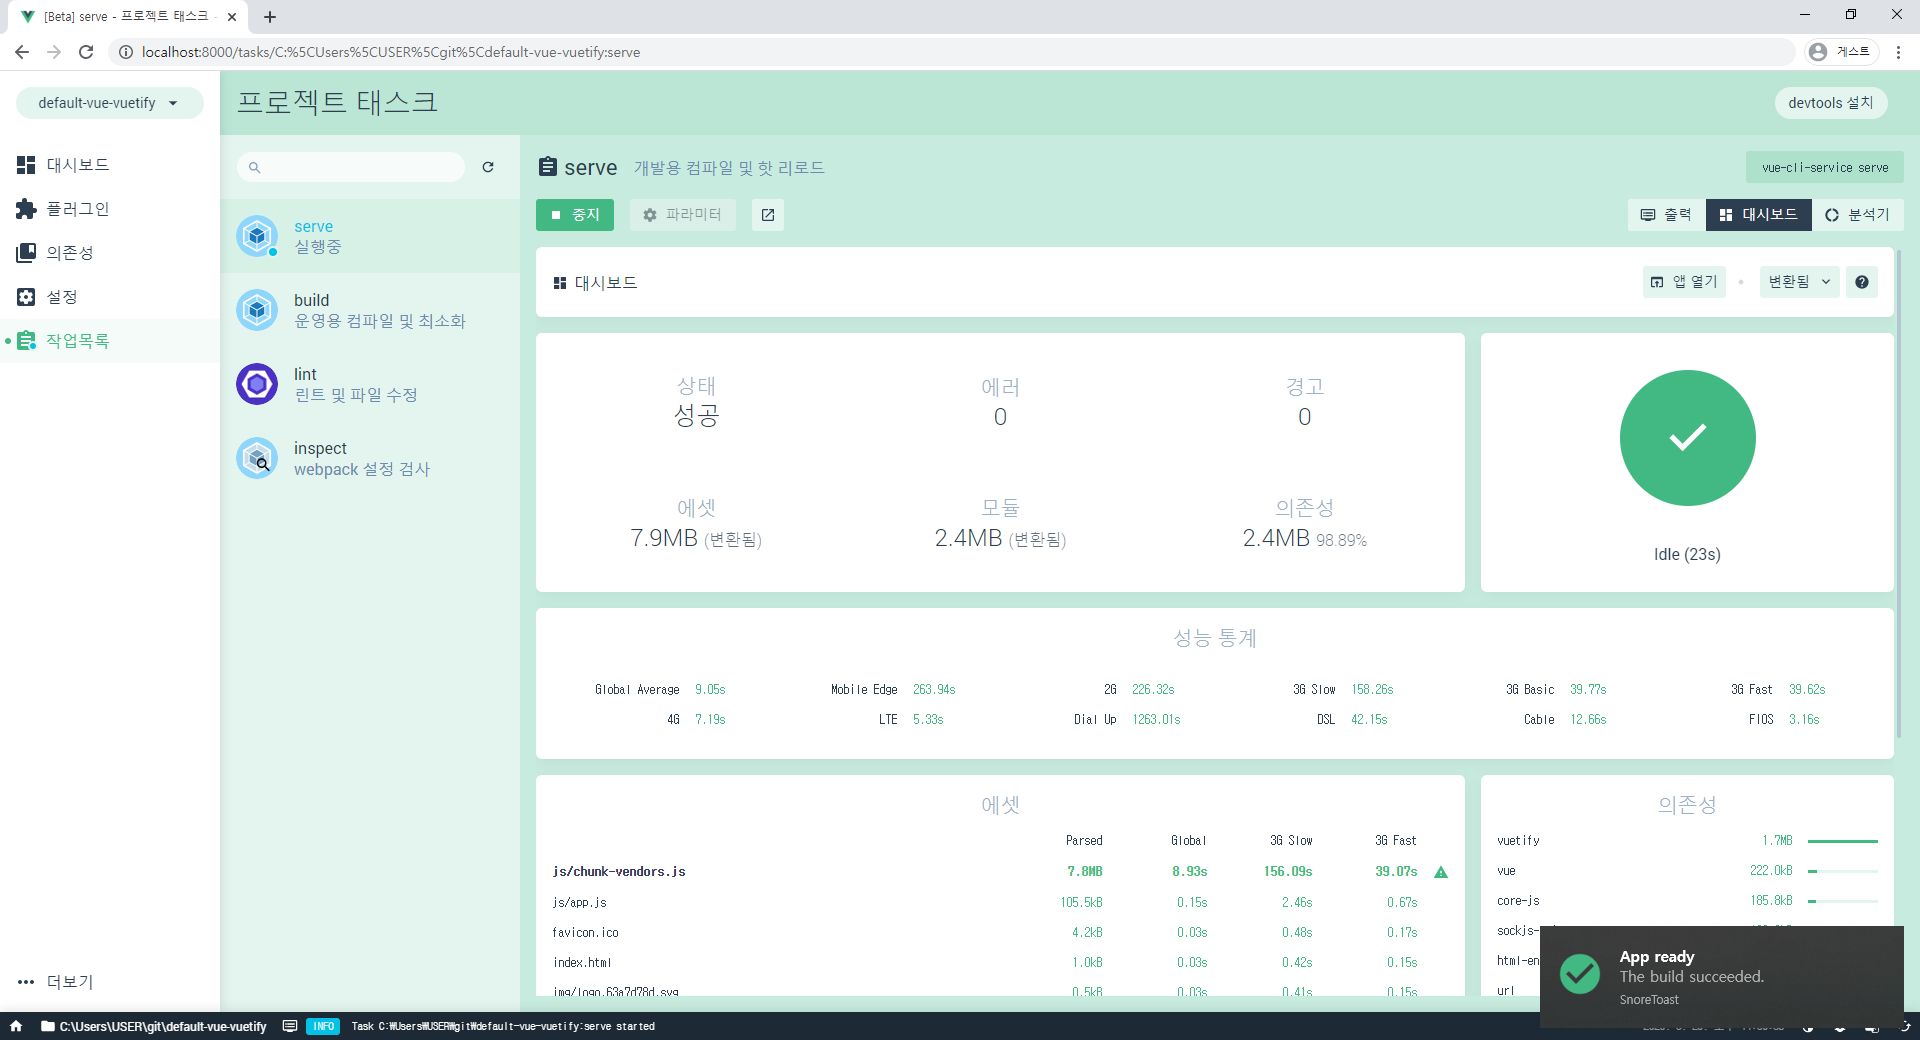 [Beta] serve - 프로젝트 태스크 -
localhost:8000/tasks/C:%5CUsers%5CUSER%5Cgit%5Cdefault-vue-vuetify:serve
게스트
default-vue-vuetify
프로젝트 태스크
devtools 설치
대시보드
플러그인
의존성
설정
작업목록
더보기
serve
실행중
build
운영용 컴파일 및 최소화
lint
린트 및 파일 수정
inspect
webpack 설정 검사
serve 개발용 컴파일 및 핫 리로드
vue-cli-service serve
중지 파라미터
출력 대시보드 분석기
대시보드
앱 열기 변환됨
상태 에러 경고
성공 0 0
에셋 모듈 의존성
7.9MB (변환됨) 2.4MB (변환됨) 2.4MB 98.89%
Idle (23s)
성능 통계
Global Average 9.05s Mobile Edge 263.94s 2G 226.32s 3G Slow 158.26s 3G Basic 39.77s 3G Fast 39.62s
4G 7.19s LTE 5.33s Dial Up 1263.01s DSL 42.15s Cable 12.66s FIOS 3.16s
에셋
Parsed Global 3G Slow 3G Fast
js/chunk-vendors.js 7.8MB 8.93s 156.09s 39.07s
js/app.js 105.5kB 0.15s 2.46s 0.67s
favicon.ico 4.2kB 0.03s 0.48s 0.17s
index.html 1.0kB 0.03s 0.42s 0.15s
img/logo.63a7d78d.svg 0.5kB 0.03s 0.41s 0.15s
의존성
vuetify 1.7MB
vue 222.0kB
core-js 185.8kB
sockjs-
html-en
url
App ready
The build succeeded.
SnoreToast
C:\Users\USER\git\default-vue-vuetify INFO Task C:₩Users₩USER₩git₩default-vue-vuetify:serve started